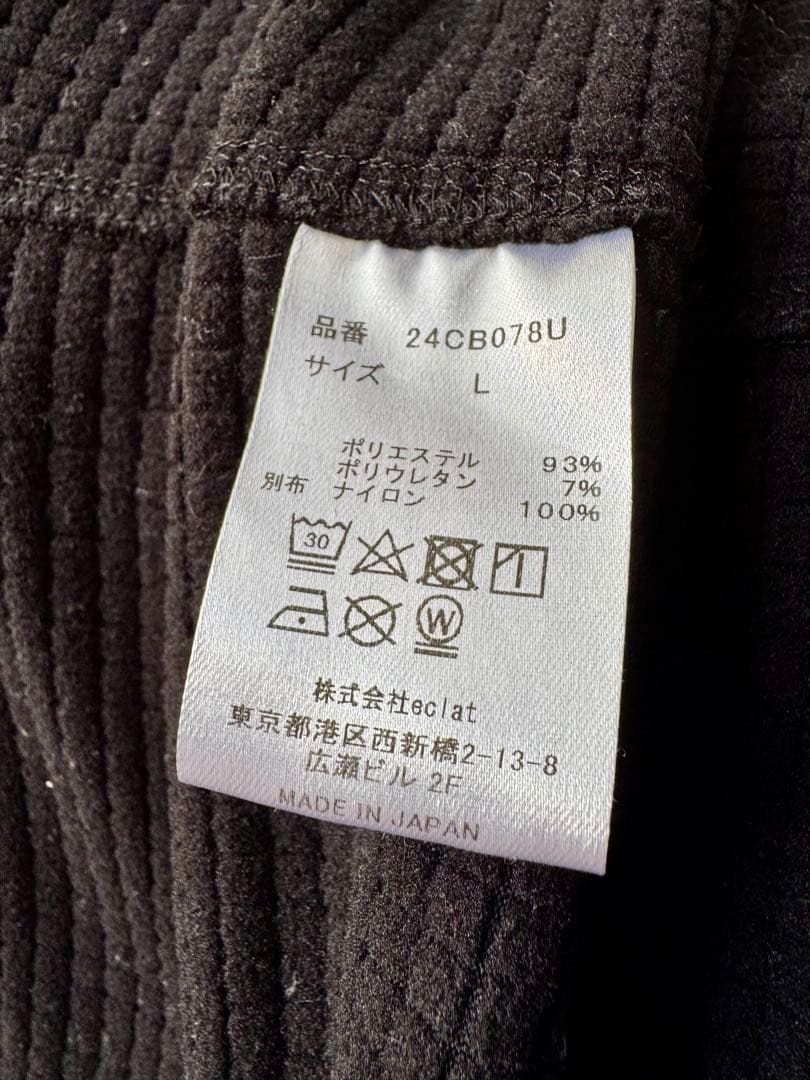 品番 24CB078U
サイズ L
ポリエステル 93%
ポリウレタン 7%
別布 ナイロン 100%
30
W
株式会社eclat
東京都港区西新橋2-13-8
広瀬ビル 2F
MADE IN JAPAN